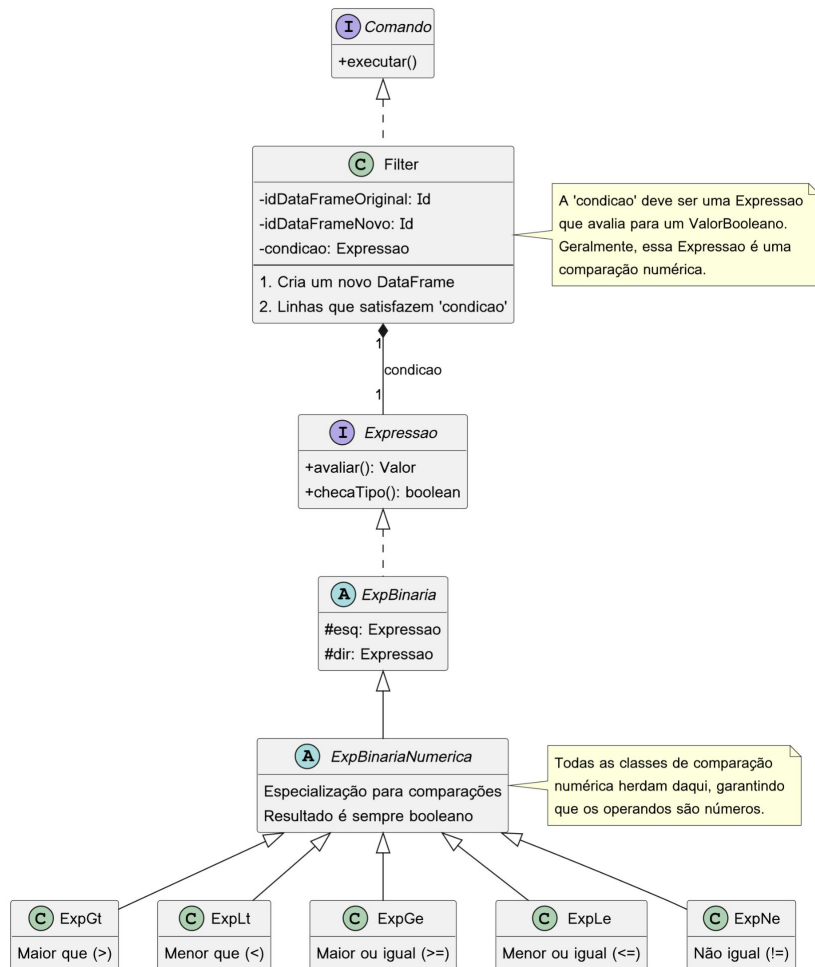 I Comando
+executar()
C Filter
-idDataFrameOriginal: Id
-idDataFrameNovo: Id
-condicao: Expressao
1. Cria um novo DataFrame
2. Linhas que satisfazem 'condicao'
A 'condicao' deve ser uma Expressao
que avalia para um ValorBooleano.
Geralmente, essa Expressao é uma
comparação numérica.
1
condicao
1
I Expressao
+avaliar(): Valor
+checaTipo(): boolean
A ExpBinaria
#esq: Expressao
#dir: Expressao
A ExpBinariaNumerica
Especialização para comparações
Resultado é sempre booleano
Todas as classes de comparação
numérica herdam daqui, garantindo
que os operandos são números.
C ExpGt
Maior que (>)
C ExpLt
Menor que (<)
C ExpGe
Maior ou igual (>=)
C ExpLe
Menor ou igual (<=)
C ExpNe
Não igual (!=)